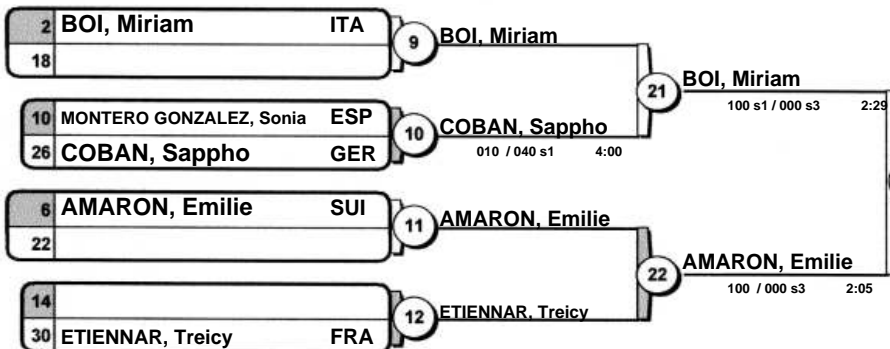 2 BOI, Miriam ITA
18
9 BOI, Miriam
10 MONTERO GONZALEZ, Sonia ESP
26 COBAN, Sappho GER
10 COBAN, Sappho
010 / 040 s1 4:00
21 BOI, Miriam
100 s1 / 000 s3 2:29
6 AMARON, Emilie SUI
22
11 AMARON, Emilie
14
30 ETIENNAR, Treicy FRA
12 ETIENNAR, Treicy
22 AMARON, Emilie
100 / 000 s3 2:05